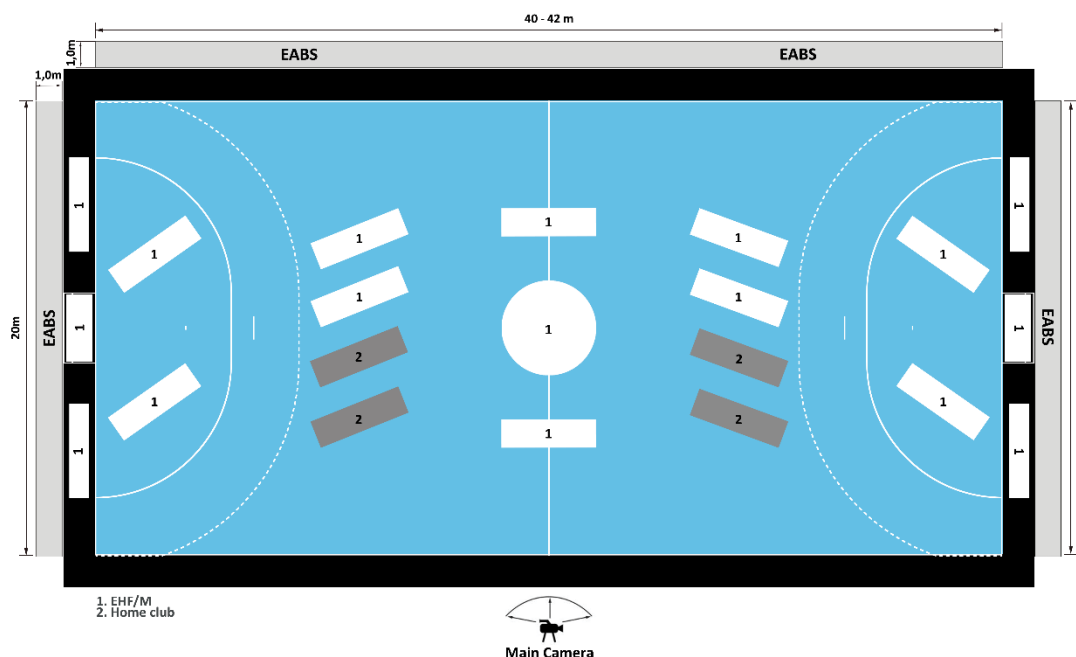 40 - 42 m
1,0m
EABS EABS
1,0m
1 1
1 1 1 1 1
1 1
EABS 1 1 1 EABS
20m
2 2
1 1
2 2
1 1 1
1. EHF/M
2. Home club
Main Camera